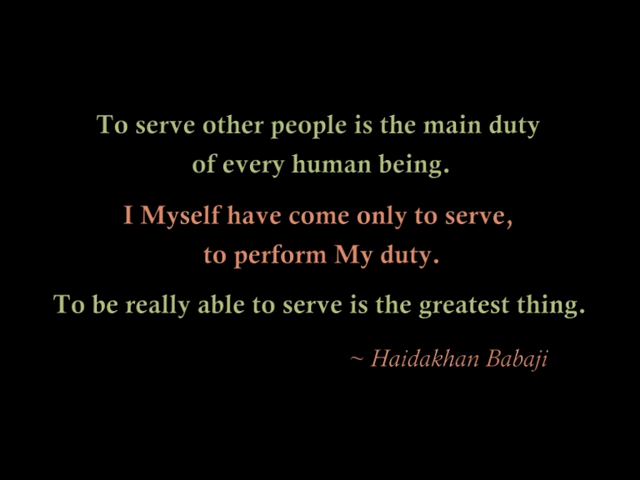 To serve other people is the main duty
of every human being.
I Myself have come only to serve,
to perform My duty.
To be really able to serve is the greatest thing.
~ Haidakhan Babaji